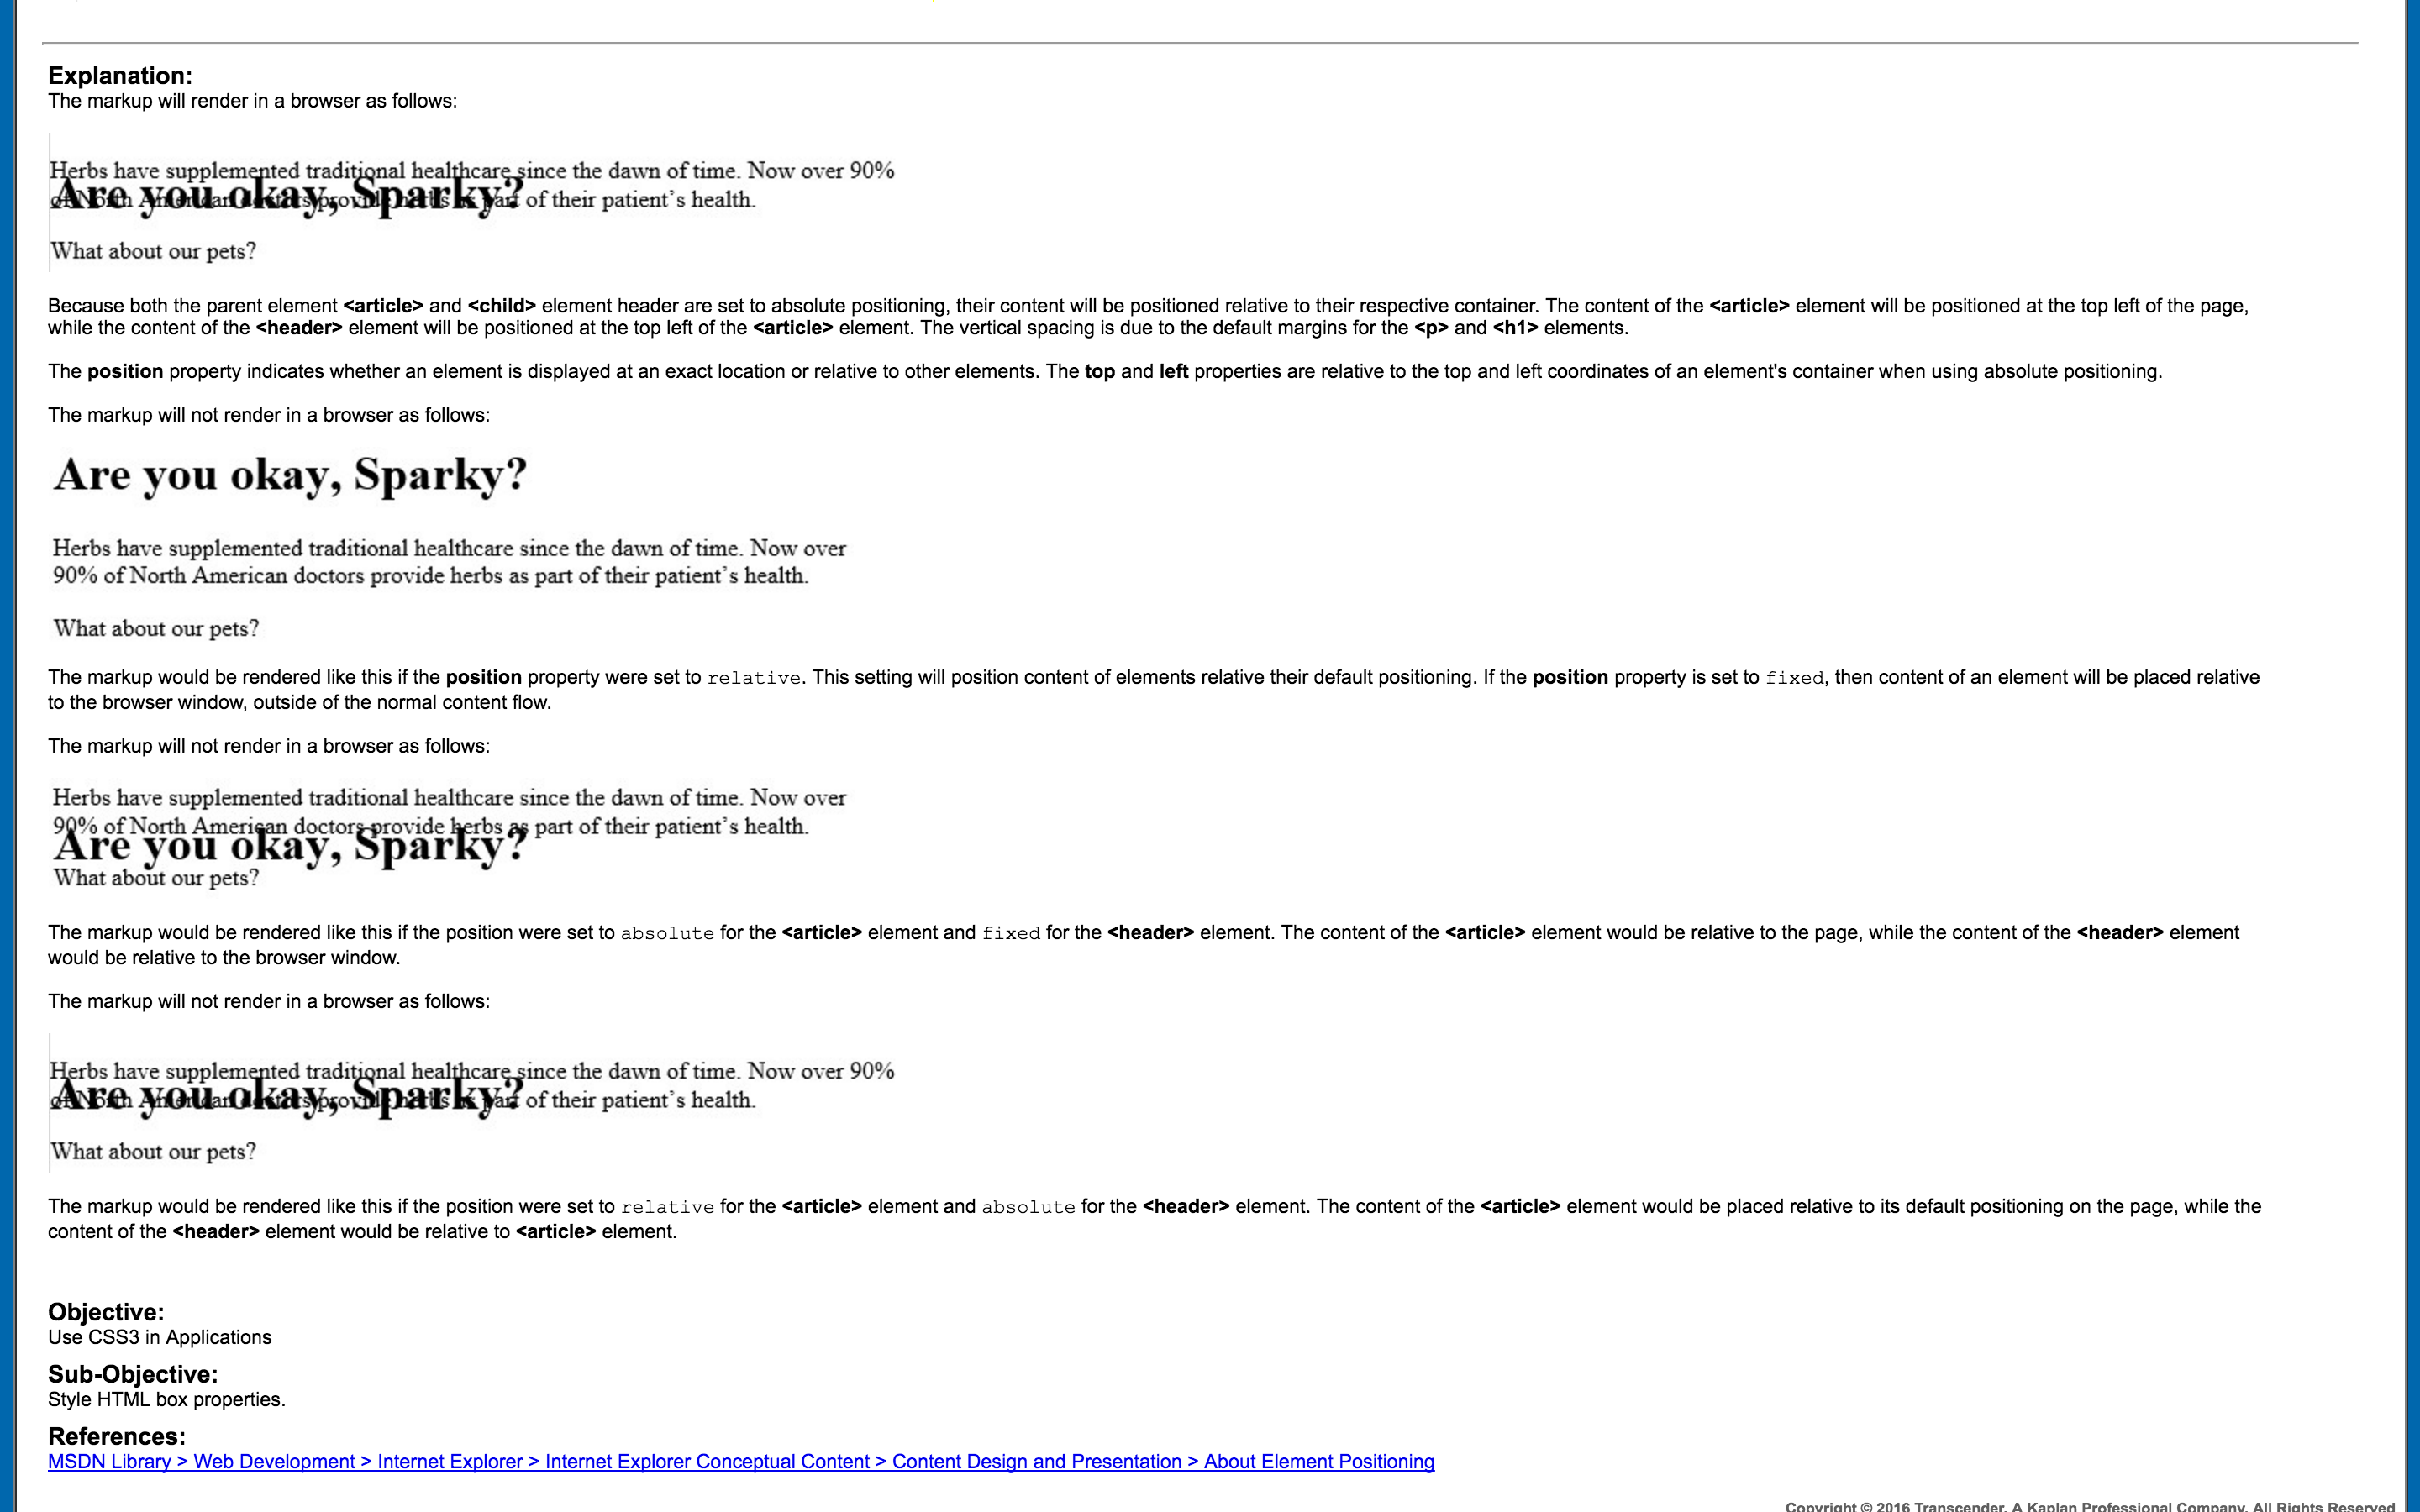 Explanation:
The markup will render in a browser as follows:
Herbs have supplemented traditional healthcare since the dawn of time. Now over 90%
of North American doctors provide herbs as part of their patient's health.
Are you okay, Sparky?
What about our pets?
Because both the parent element <article> and <child> element header are set to absolute positioning, their content will be positioned relative to their respective container. The content of the <article> element will be positioned at the top left of the page,
while the content of the <header> element will be positioned at the top left of the <article> element. The vertical spacing is due to the default margins for the <p> and <h1> elements.
The position property indicates whether an element is displayed at an exact location or relative to other elements. The top and left properties are relative to the top and left coordinates of an element's container when using absolute positioning.
The markup will not render in a browser as follows:
Are you okay, Sparky?
Herbs have supplemented traditional healthcare since the dawn of time. Now over
90% of North American doctors provide herbs as part of their patient's health.
What about our pets?
The markup would be rendered like this if the position property were set to relative. This setting will position content of elements relative their default positioning. If the position property is set to fixed, then content of an element will be placed relative
to the browser window, outside of the normal content flow.
The markup will not render in a browser as follows:
Herbs have supplemented traditional healthcare since the dawn of time. Now over
90% of North American doctors provide herbs as part of their patient's health.
Are you okay, Sparky?
What about our pets?
The markup would be rendered like this if the position were set to absolute for the <article> element and fixed for the <header> element. The content of the <article> element would be relative to the page, while the content of the <header> element
would be relative to the browser window.
The markup will not render in a browser as follows:
Herbs have supplemented traditional healthcare since the dawn of time. Now over 90%
of North American doctors provide herbs as part of their patient's health.
Are you okay, Sparky?
What about our pets?
The markup would be rendered like this if the position were set to relative for the <article> element and absolute for the <header> element. The content of the <article> element would be placed relative to its default positioning on the page, while the
content of the <header> element would be relative to <article> element.
Objective:
Use CSS3 in Applications
Sub-Objective:
Style HTML box properties.
References:
MSDN Library > Web Development > Internet Explorer > Internet Explorer Conceptual Content > Content Design and Presentation > About Element Positioning
Copyright © 2016 Transcender, A Kaplan Professional Company. All Rights Reserved